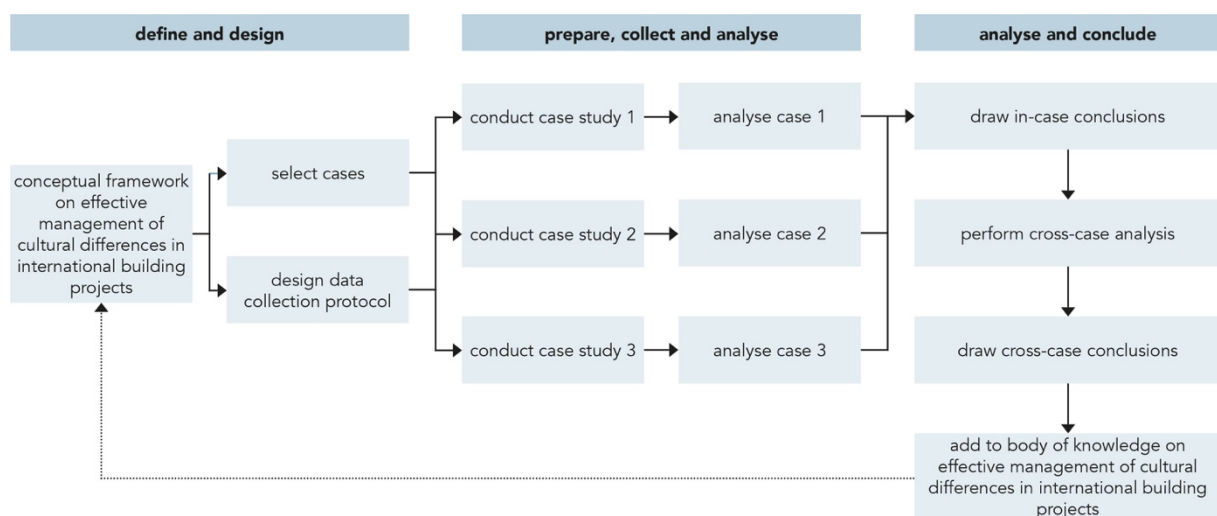 define and design
prepare, collect and analyse
analyse and conclude
conceptual framework
on effective
management of
cultural differences in
international building
projects
select cases
design data
collection protocol
conduct case study 1
analyse case 1
conduct case study 2
analyse case 2
conduct case study 3
analyse case 3
draw in-case conclusions
perform cross-case analysis
draw cross-case conclusions
add to body of knowledge on
effective management of cultural
differences in international building
projects